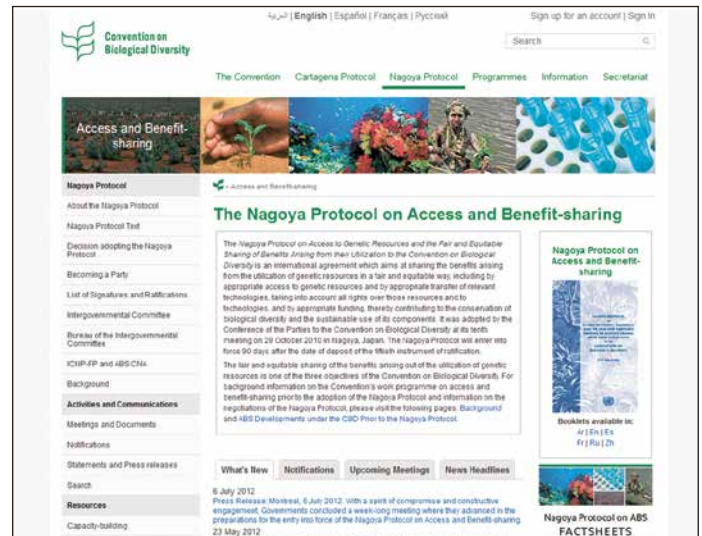 العربية | English | Español | Français | Русский
Sign up for an account | Sign In
Convention on
Biological Diversity
Search
The Convention Cartagena Protocol Nagoya Protocol Programmes Information Secretariat
Access and Benefit-
sharing
Nagoya Protocol
About the Nagoya Protocol
Nagoya Protocol Text
Decision adopting the Nagoya
Protocol
Becoming a Party
List of Signatures and Ratifications
Intergovernmental Committee
Bureau of the Intergovernmental
Committee
ICNP-FP and ABS CNA
Background
Activities and Communications
Meetings and Documents
Notifications
Statements and Press releases
Search
Resources
Capacity-building
» Access and Benefit-sharing
The Nagoya Protocol on Access and Benefit-sharing
The Nagoya Protocol on Access to Genetic Resources and the Fair and Equitable
Sharing of Benefits Arising from their Utilization to the Convention on Biological
Diversity is an international agreement which aims at sharing the benefits arising
from the utilization of genetic resources in a fair and equitable way, including by
appropriate access to genetic resources and by appropriate transfer of relevant
technologies, taking into account all rights over those resources and to
technologies, and by appropriate funding, thereby contributing to the conservation of
biological diversity and the sustainable use of its components. It was adopted by the
Conference of the Parties to the Convention on Biological Diversity at its tenth
meeting on 29 October 2010 in Nagoya, Japan. The Nagoya Protocol will enter into
force 90 days after the date of deposit of the fiftieth instrument of ratification.
The fair and equitable sharing of the benefits arising out of the utilization of genetic
resources is one of the three objectives of the Convention on Biological Diversity. For
background information on the Convention's work programme on access and
benefit-sharing prior to the adoption of the Nagoya Protocol and information on the
negotiations of the Nagoya Protocol, please visit the following pages: Background
and ABS Developments under the CBD Prior to the Nagoya Protocol.
What's New Notifications Upcoming Meetings News Headlines
6 July 2012
Press Release: Montreal, 6 July 2012. With a spirit of compromise and constructive
engagement, Governments concluded a week-long meeting where they advanced in the
preparations for the entry into force of the Nagoya Protocol on Access and Benefit-sharing
23 May 2012
Nagoya Protocol on
Access and Benefit-
sharing
Booklets available in:
Ar | En | Es
Fr | Ru | Zh
Nagoya Protocol on ABS
FACTSHEETS